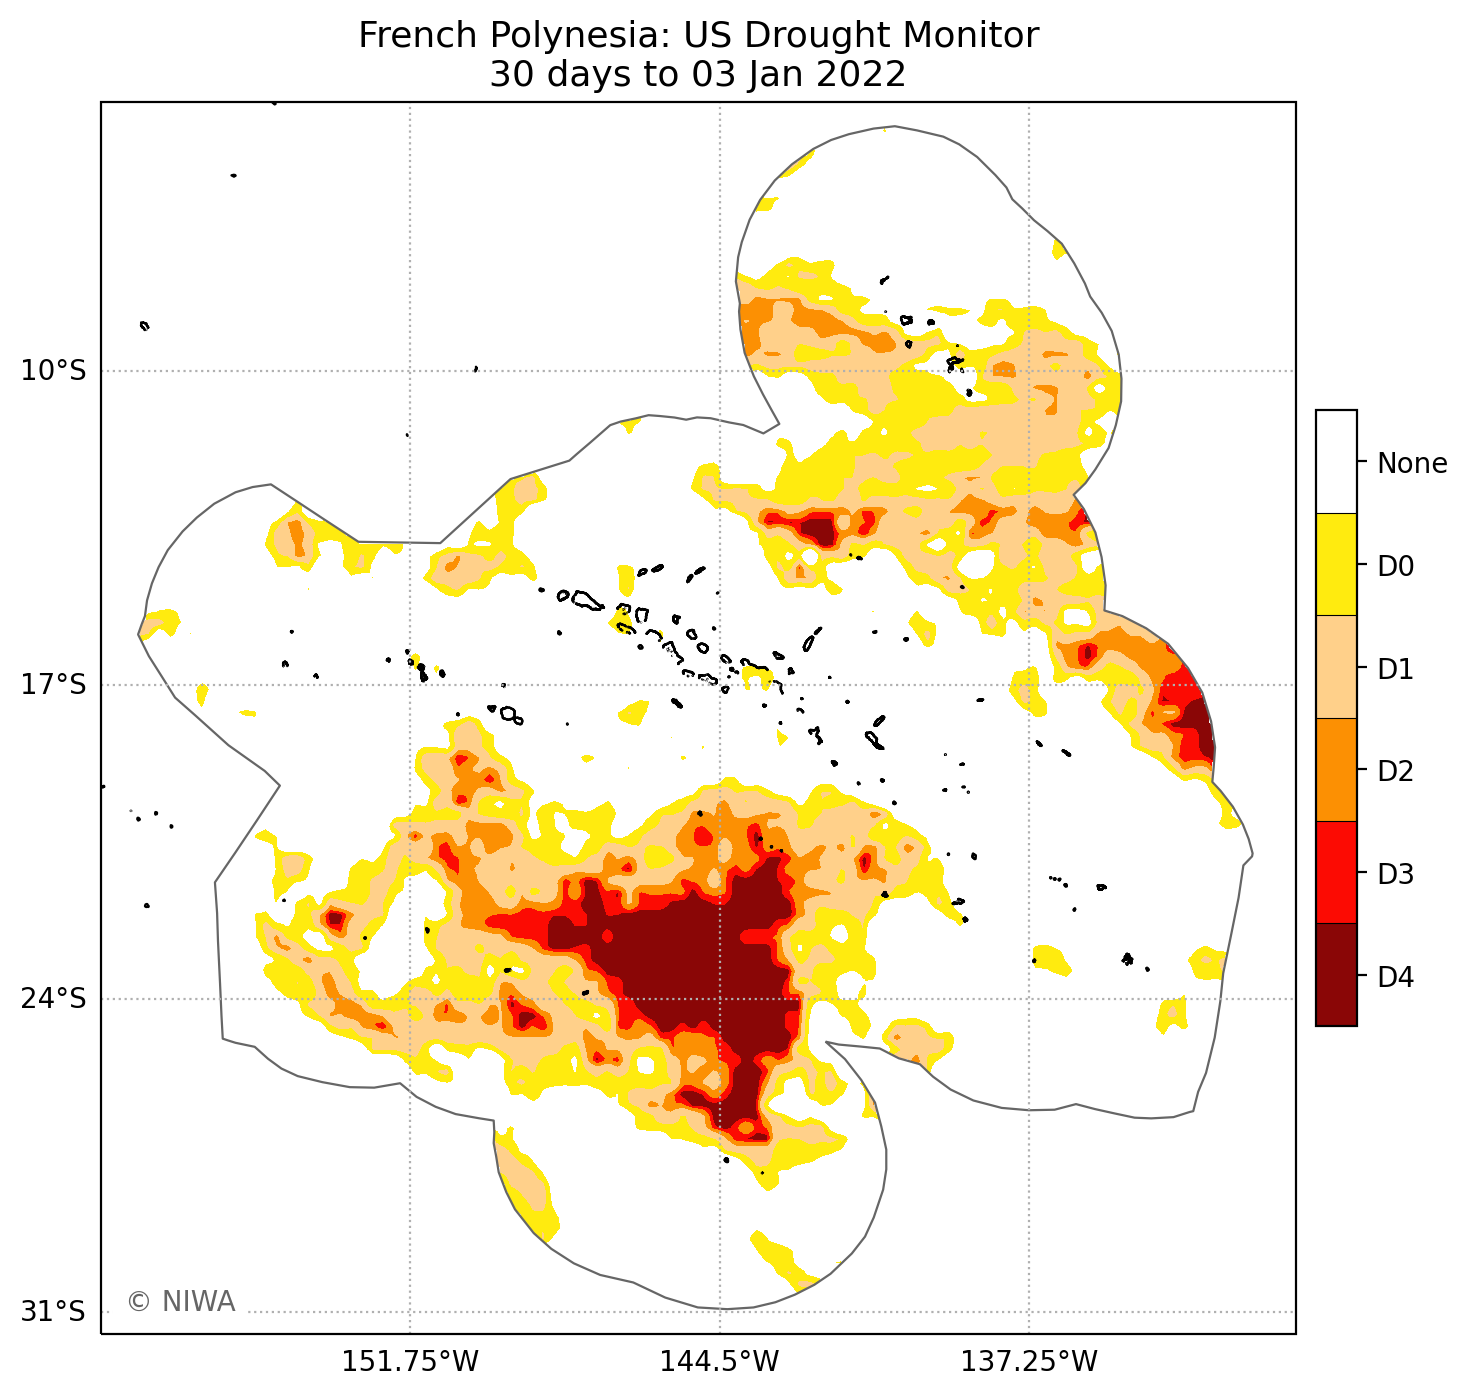 French Polynesia: US Drought Monitor
30 days to 03 Jan 2022
10°S
17°S
24°S
31°S
151.75°W
144.5°W
137.25°W
None
D0
D1
D2
D3
D4
© NIWA